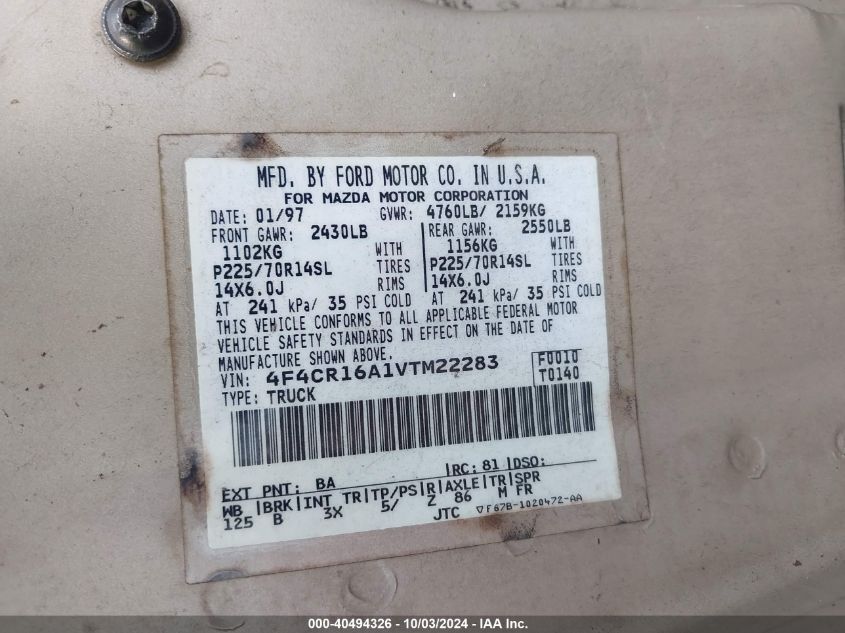 MFD. BY FORD MOTOR CO. IN U.S.A.
FOR MAZDA MOTOR CORPORATION
DATE: 01/97 GVWR: 4760LB/ 2159KG
FRONT GAWR: 2430LB REAR GAWR: 2550LB
1102KG WITH 1156KG WITH
P225/70R14SL TIRES P225/70R14SL TIRES
14X6.0J RIMS 14X6.0J RIMS
AT 241 kPa/ 35 PSI COLD AT 241 kPa/ 35 PSI COLD
THIS VEHICLE CONFORMS TO ALL APPLICABLE FEDERAL MOTOR
VEHICLE SAFETY STANDARDS IN EFFECT ON THE DATE OF
MANUFACTURE SHOWN ABOVE.
VIN: 4F4CR16A1VTM22283 F0010
TYPE: TRUCK T0140
EXT PNT: BA RC: 81 DSO:
WB BRK INT TR TP/PS R AXLE TR SPR
125 B 3X 5/ Z 86 M FR
JTC F67B-1020472-AA
000-40494326 - 10/03/2024 - © IAA Inc.